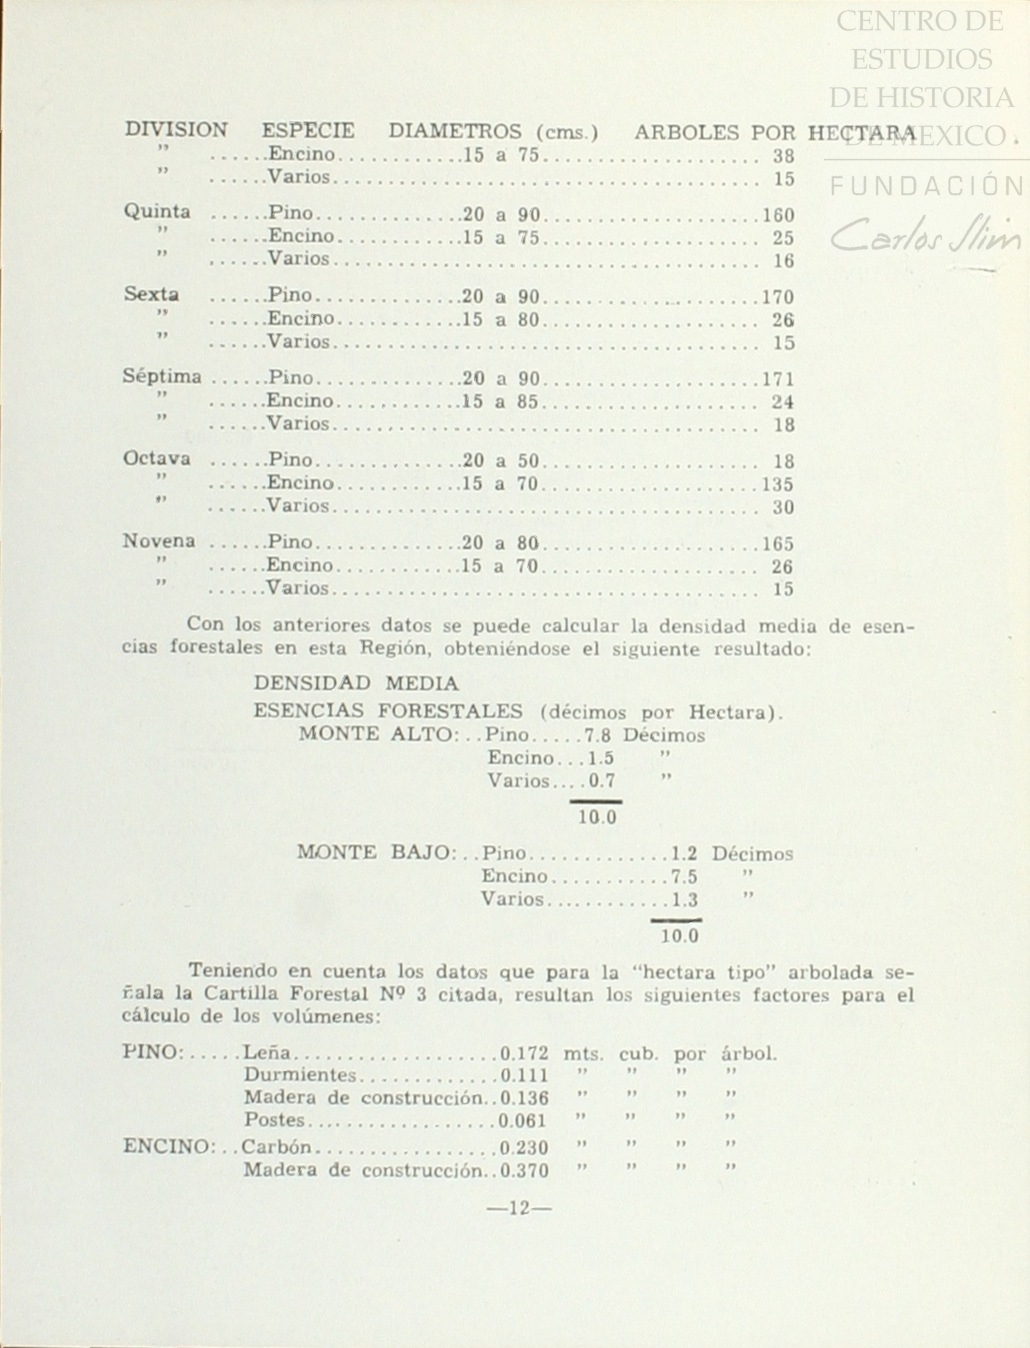 CENTRO DE
ESTUDIOS
DE HISTORIA
DE MEXICO
FUNDACIÓN
Carlos Slim
DIVISION ESPECIE DIAMETROS (cms.) ARBOLES POR HECTARA
" ......Encino............15 a 75..................... 38
" ......Varios......................................... 15
Quinta ......Pino..............20 a 90.....................160
" ......Encino............15 a 75..................... 25
" ......Varios......................................... 16
Sexta ......Pino..............20 a 90.....................170
" ......Encino............15 a 80..................... 26
" ......Varios......................................... 15
Séptima ......Pino..............20 a 90.....................171
" ......Encino............15 a 85..................... 24
" ......Varios......................................... 18
Octava ......Pino..............20 a 50..................... 18
" ......Encino............15 a 70.....................135
" ......Varios......................................... 30
Novena ......Pino..............20 a 80.....................165
" ......Encino............15 a 70..................... 26
" ......Varios......................................... 15
Con los anteriores datos se puede calcular la densidad media de esen-
cias forestales en esta Región, obteniéndose el siguiente resultado:
DENSIDAD MEDIA
ESENCIAS FORESTALES (décimos por Hectara).
MONTE ALTO:..Pino.....7.8 Décimos
Encino...1.5 "
Varios....0.7 "
10.0
MONTE BAJO:..Pino.............1.2 Décimos
Encino...........7.5 "
Varios............1.3 "
10.0
Teniendo en cuenta los datos que para la "hectara tipo" arbolada se-
ñala la Cartilla Forestal Nº 3 citada, resultan los siguientes factores para el
cálculo de los volúmenes:
PINO:.....Leña...................0.172 mts. cub. por árbol.
Durmientes.............0.111 " " " "
Madera de construcción..0.136 " " " "
Postes..................0.061 " " " "
ENCINO:..Carbón.................0.230 " " " "
Madera de construcción..0.370 " " " "
—12—